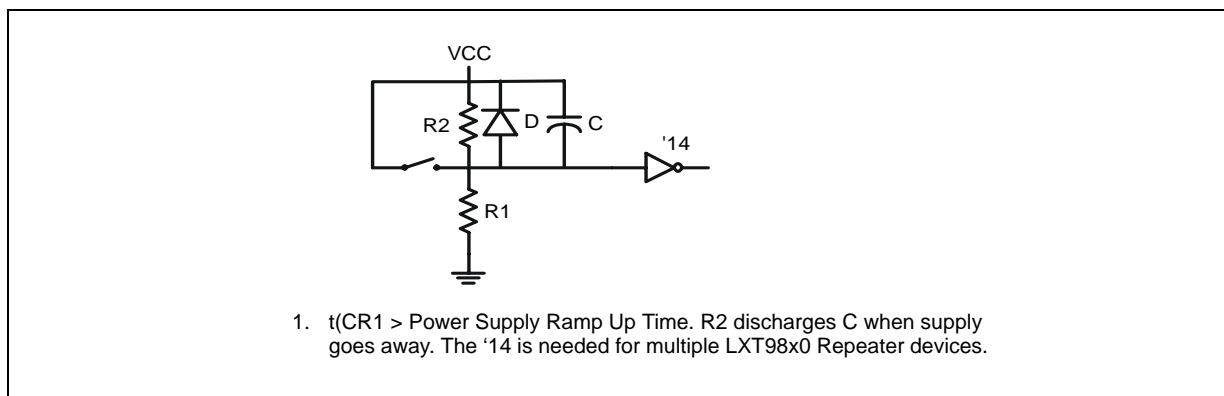 VCC
R2
D
C
'14
R1
1. t(CR1 > Power Supply Ramp Up Time. R2 discharges C when supply
goes away. The ‘14 is needed for multiple LXT98x0 Repeater devices.